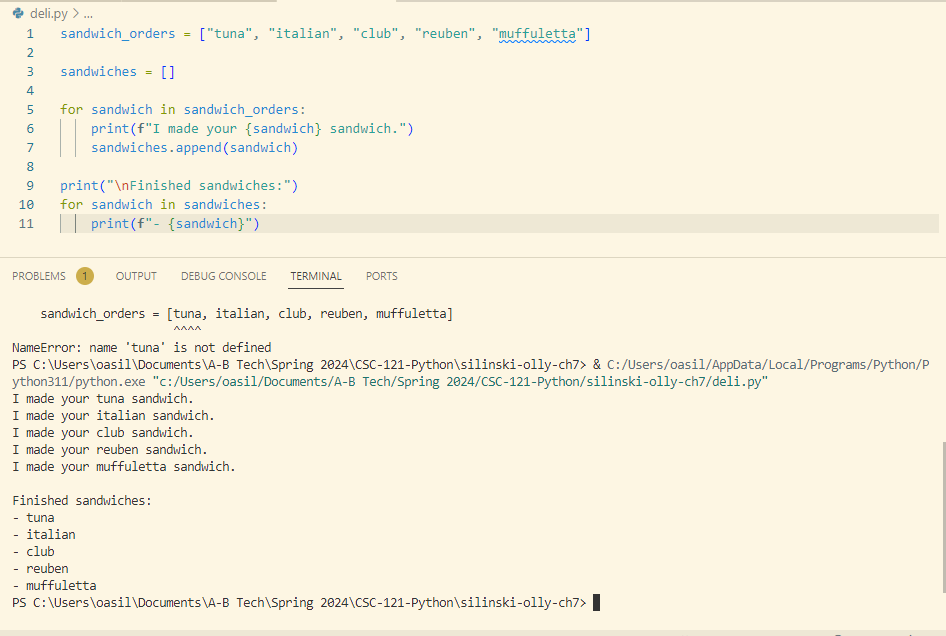 deli.py > ...
1 sandwich_orders = ["tuna", "italian", "club", "reuben", "muffuletta"]
2
3 sandwiches = []
4
5 for sandwich in sandwich_orders:
6     print(f"I made your {sandwich} sandwich.")
7     sandwiches.append(sandwich)
8
9 print("\nFinished sandwiches:")
10 for sandwich in sandwiches:
11     print(f"- {sandwich}")
PROBLEMS 1 OUTPUT DEBUG CONSOLE TERMINAL PORTS
    sandwich_orders = [tuna, italian, club, reuben, muffuletta]
                       ^^^^
NameError: name 'tuna' is not defined
PS C:\Users\oasil\Documents\A-B Tech\Spring 2024\CSC-121-Python\silinski-olly-ch7> & C:/Users/oasil/AppData/Local/Programs/Python/P
ython311/python.exe "c:/Users/oasil/Documents/A-B Tech/Spring 2024/CSC-121-Python/silinski-olly-ch7/deli.py"
I made your tuna sandwich.
I made your italian sandwich.
I made your club sandwich.
I made your reuben sandwich.
I made your muffuletta sandwich.

Finished sandwiches:
- tuna
- italian
- club
- reuben
- muffuletta
PS C:\Users\oasil\Documents\A-B Tech\Spring 2024\CSC-121-Python\silinski-olly-ch7>